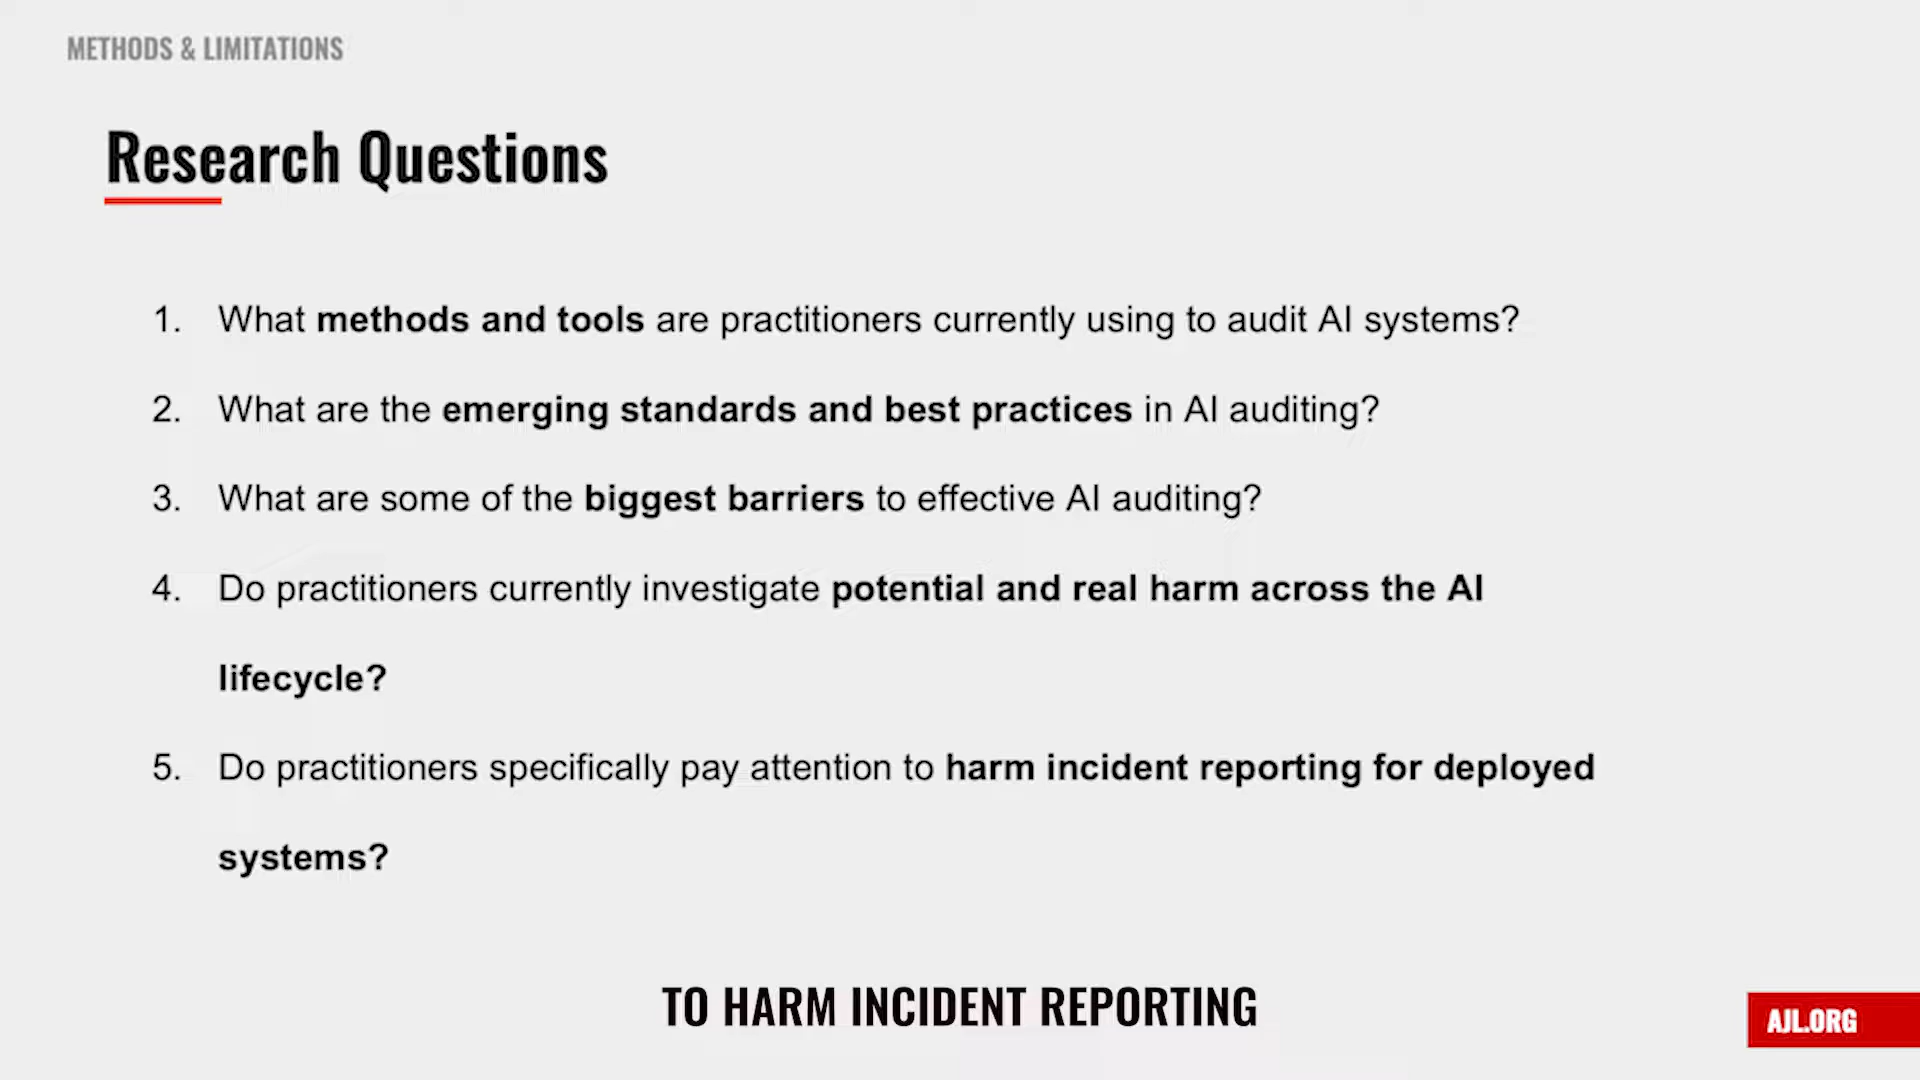 METHODS & LIMITATIONS
Research Questions
1. What methods and tools are practitioners currently using to audit AI systems?
2. What are the emerging standards and best practices in AI auditing?
3. What are some of the biggest barriers to effective AI auditing?
4. Do practitioners currently investigate potential and real harm across the AI
lifecycle?
5. Do practitioners specifically pay attention to harm incident reporting for deployed
systems?
TO HARM INCIDENT REPORTING
AJL.ORG